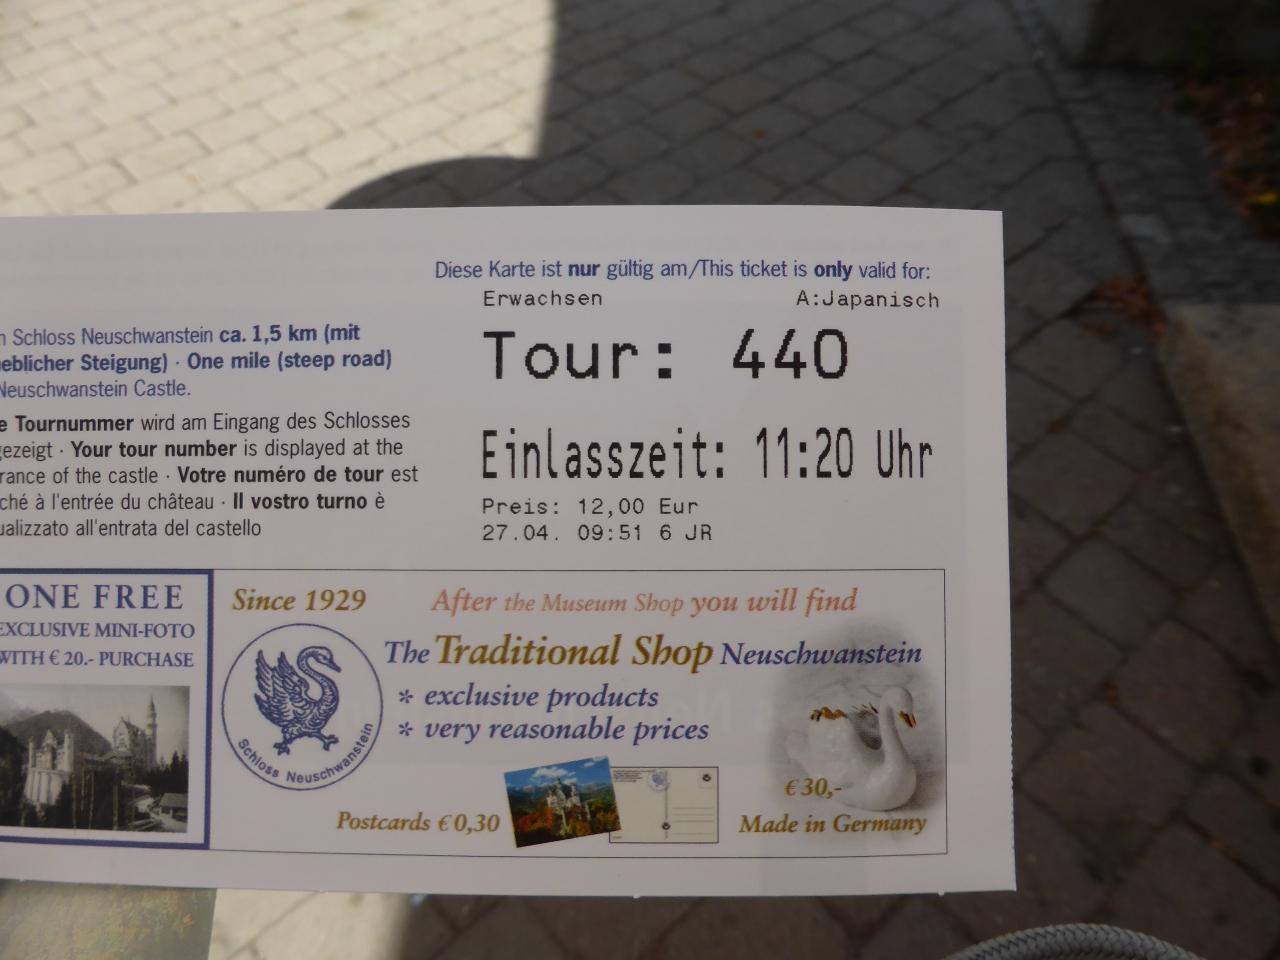 Diese Karte ist nur gültig am/This ticket is only valid for:
Erwachsen A:Japanisch
Tour: 440
Einlasszeit: 11:20 Uhr
Preis: 12,00 Eur
27.04. 09:51 6 JR
Schloss Neuschwanstein ca. 1,5 km (mit
eblicher Steigung) · One mile (steep road)
Neuschwanstein Castle.
e Tournummer wird am Eingang des Schlosses
gezeigt · Your tour number is displayed at the
rance of the castle · Votre numéro de tour est
ché à l'entrée du château · Il vostro turno è
ualizzato all'entrata del castello
ONE FREE
EXCLUSIVE MINI-FOTO
WITH € 20.- PURCHASE
Since 1929
After the Museum Shop you will find
The Traditional Shop Neuschwanstein
* exclusive products
* very reasonable prices
Schloss Neuschwanstein
Postcards € 0,30
€ 30,-
Made in Germany